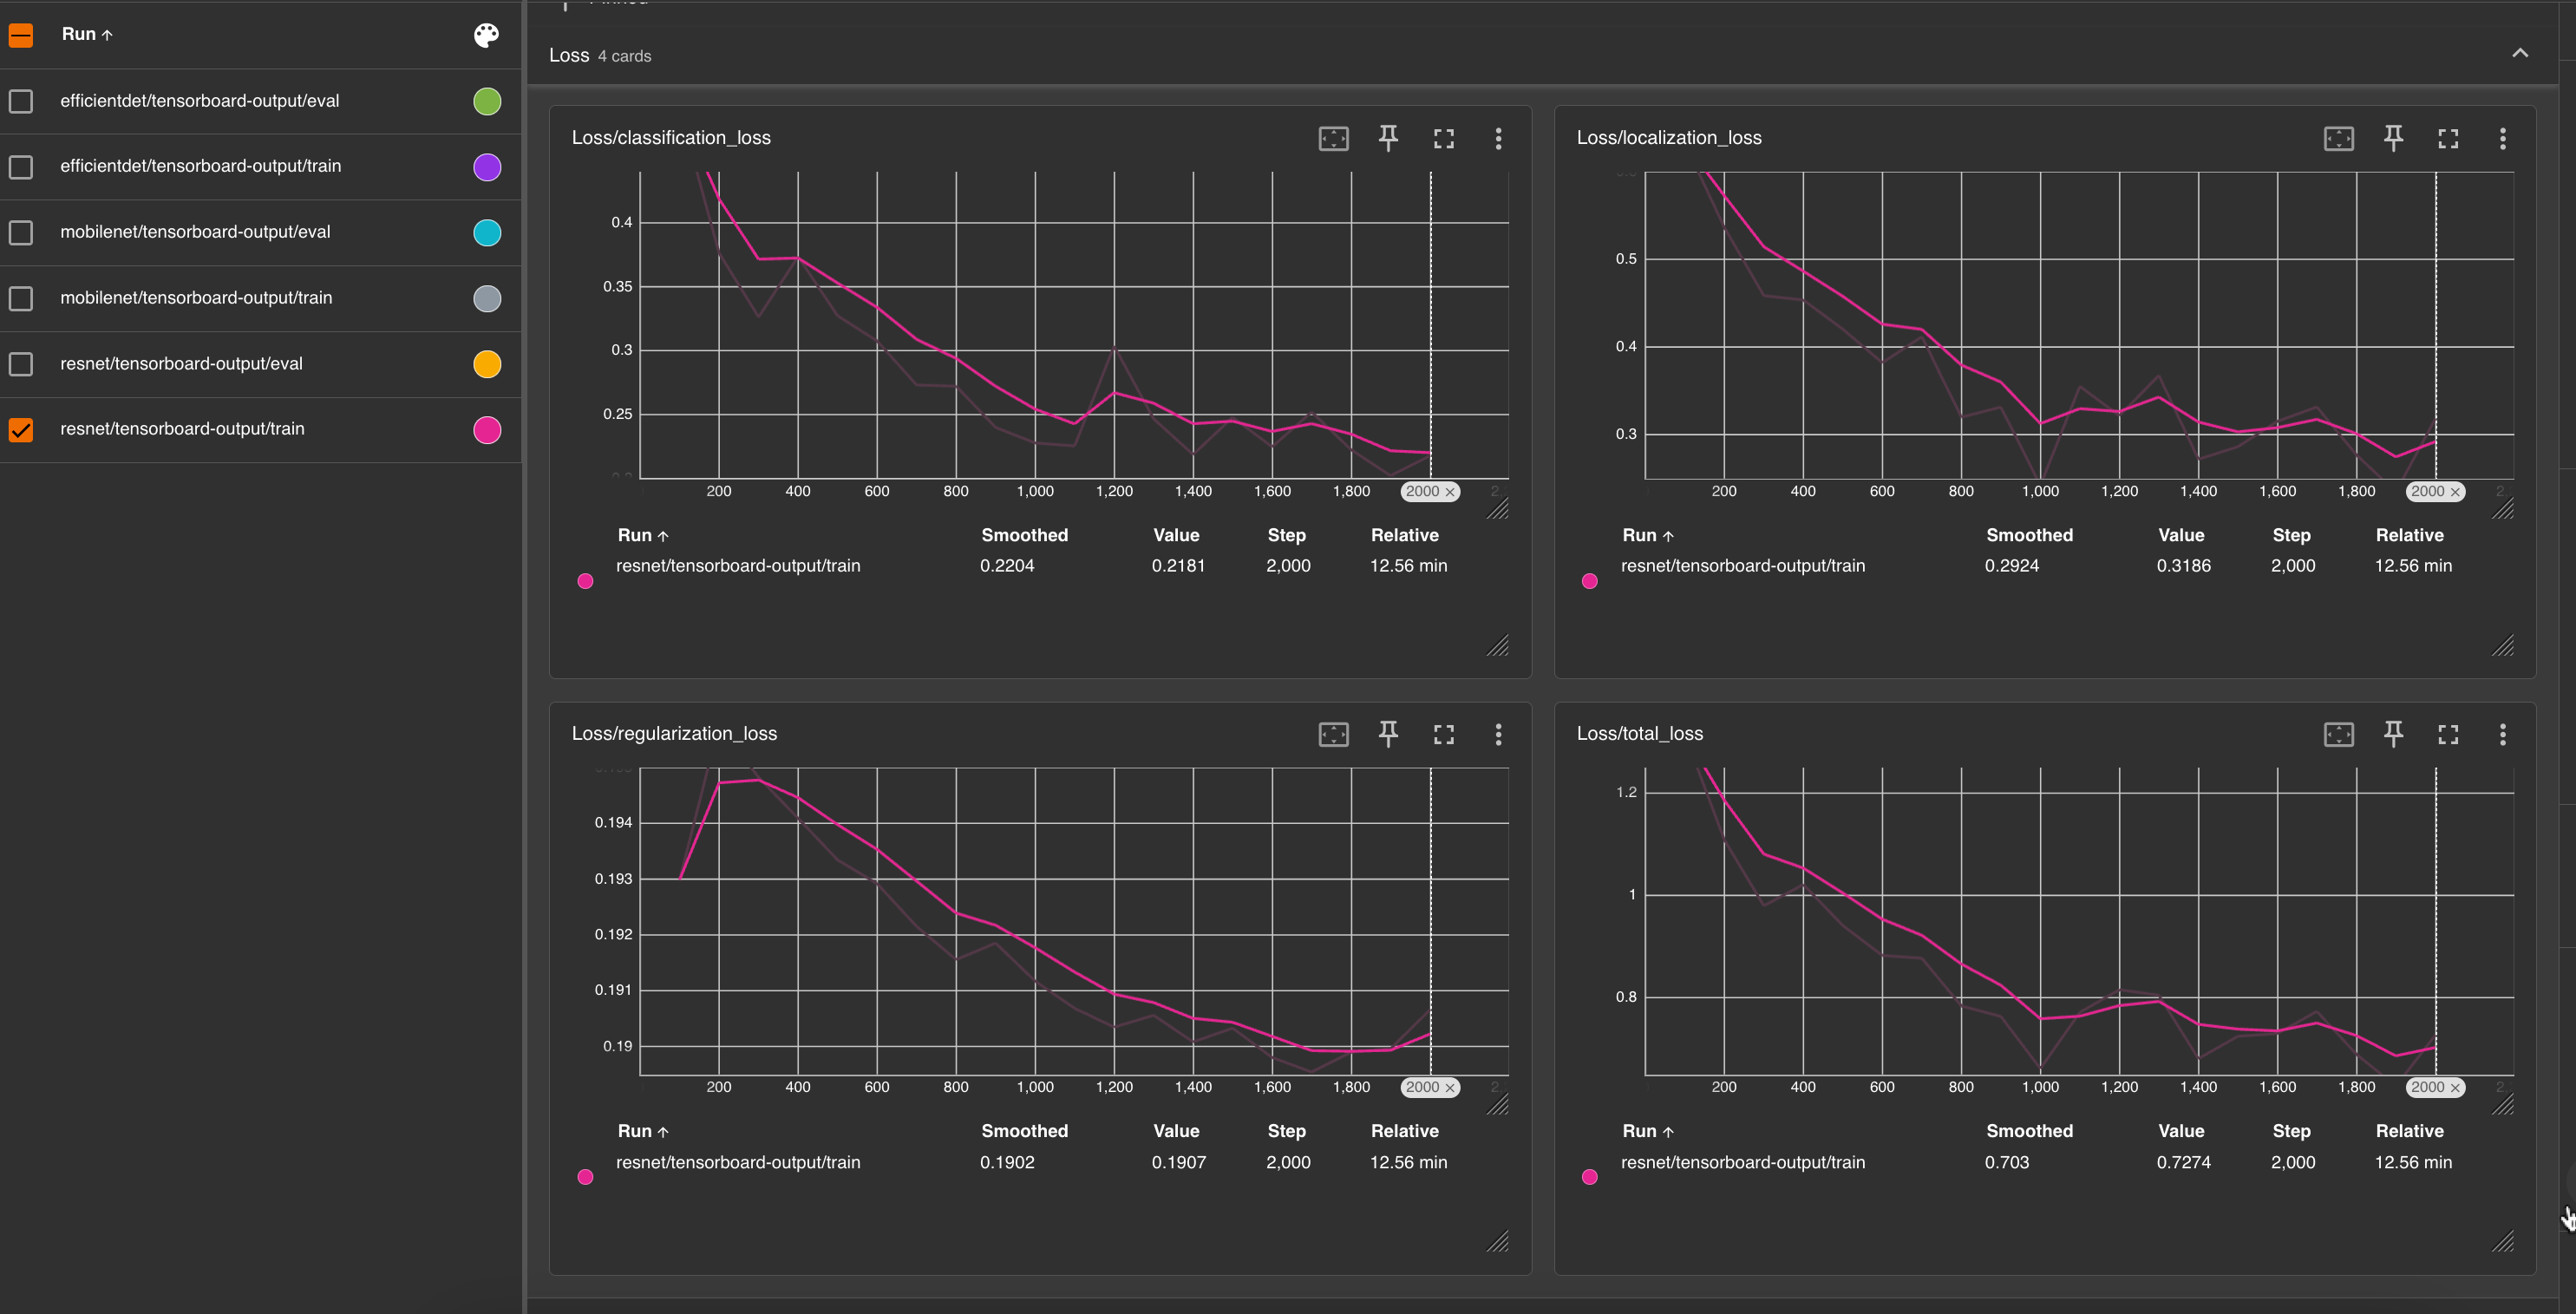 Run ↑
efficientdet/tensorboard-output/eval
efficientdet/tensorboard-output/train
mobilenet/tensorboard-output/eval
mobilenet/tensorboard-output/train
resnet/tensorboard-output/eval
resnet/tensorboard-output/train
Loss 4 cards
Loss/classification_loss
0.4
0.35
0.3
0.25
200 400 600 800 1,000 1,200 1,400 1,600 1,800 2000 ×
Run ↑ Smoothed Value Step Relative
resnet/tensorboard-output/train 0.2204 0.2181 2,000 12.56 min
Loss/localization_loss
0.5
0.4
0.3
200 400 600 800 1,000 1,200 1,400 1,600 1,800 2000 ×
Run ↑ Smoothed Value Step Relative
resnet/tensorboard-output/train 0.2924 0.3186 2,000 12.56 min
Loss/regularization_loss
0.194
0.193
0.192
0.191
0.19
200 400 600 800 1,000 1,200 1,400 1,600 1,800 2000 ×
Run ↑ Smoothed Value Step Relative
resnet/tensorboard-output/train 0.1902 0.1907 2,000 12.56 min
Loss/total_loss
1.2
1
0.8
200 400 600 800 1,000 1,200 1,400 1,600 1,800 2000 ×
Run ↑ Smoothed Value Step Relative
resnet/tensorboard-output/train 0.703 0.7274 2,000 12.56 min